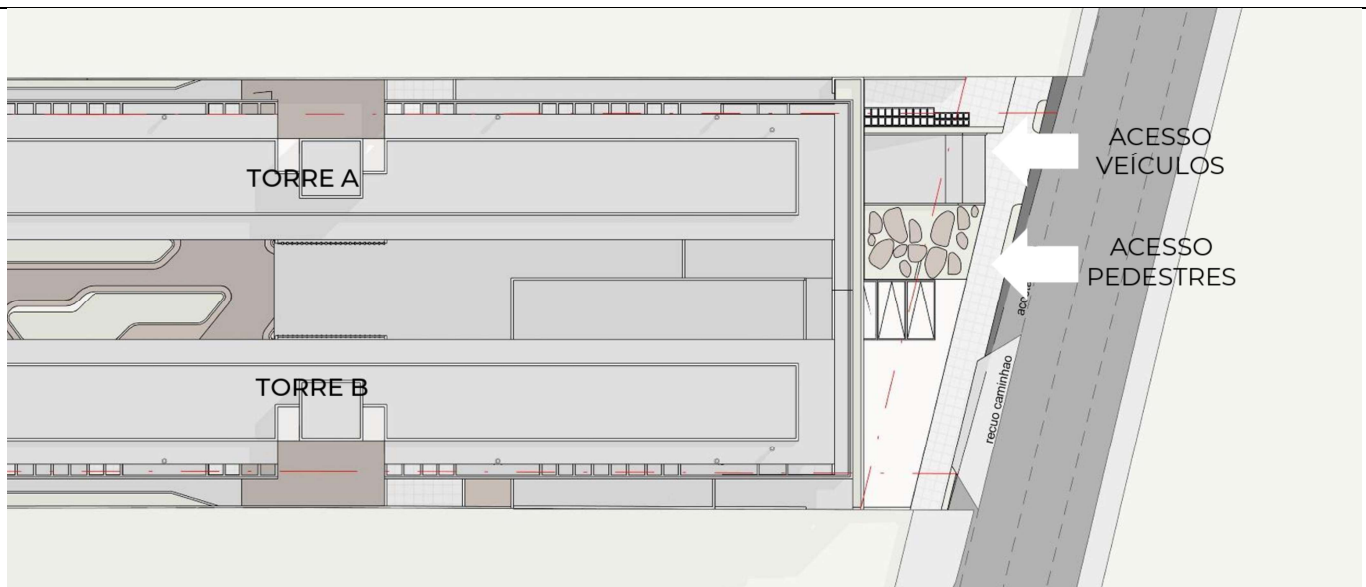 ACESSO
VEÍCULOS
TORRE A
ACESSO
PEDESTRES
TORRE B
recuo caminhao